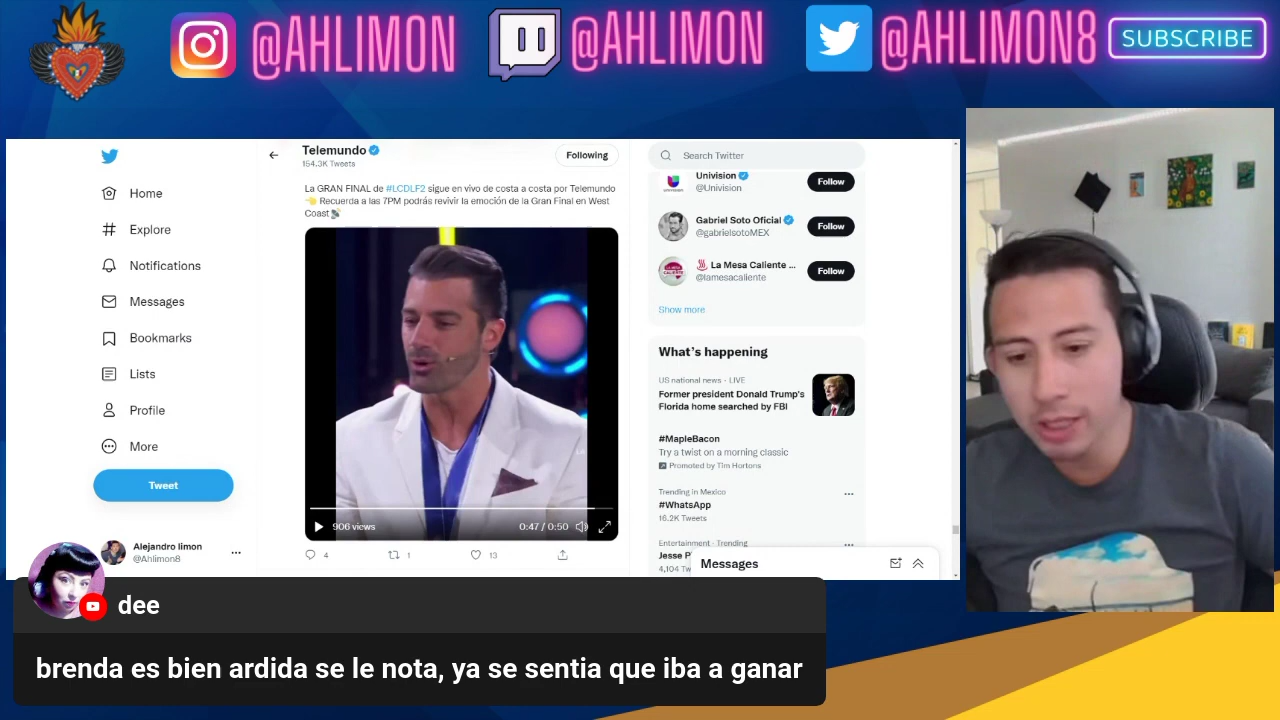 @AHLIMON
@AHLIMON
@AHLIMON8
SUBSCRIBE
Home
Explore
Notifications
Messages
Bookmarks
Lists
Profile
More
Tweet
Alejandro limon
@Ahlimon8
Telemundo
154.3K Tweets
Following
La GRAN FINAL de #LCDLF2 sigue en vivo de costa a costa por Telemundo
👈 Recuerda a las 7PM podrás revivir la emoción de la Gran Final en West
Coast
906 views
0:47 / 0:50
4
1
13
Search Twitter
Univision
@Univision
Follow
Gabriel Soto Oficial
@gabrielsotoMEX
Follow
La Mesa Caliente ...
@lamesacaliente
Follow
Show more
What's happening
US national news · LIVE
Former president Donald Trump's
Florida home searched by FBI
#MapleBacon
Try a twist on a morning classic
Promoted by Tim Hortons
Trending in Mexico
#WhatsApp
16.2K Tweets
Entertainment · Trending
Jesse P
4,104 Tw
Messages
dee
brenda es bien ardida se le nota, ya se sentia que iba a ganar